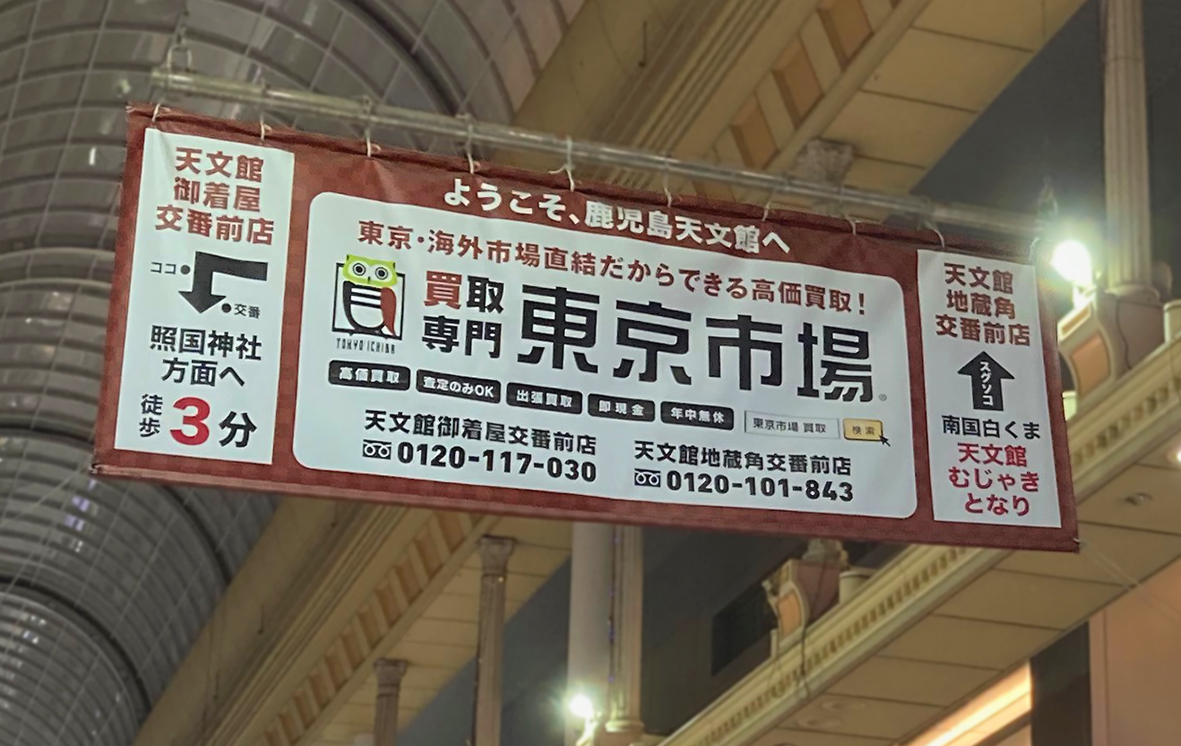 天文館
御着屋
交番前店
ココ
交番
照国神社
方面へ
徒歩3分
ようこそ、鹿児島天文館へ
東京・海外市場直結だからできる高価買取！
TOKYO ICHIBA
買取
専門
東京市場
高価買取
査定のみOK
出張買取
即現金
年中無休
東京市場 買取
検索
天文館御着屋交番前店
0120-117-030
天文館地蔵角交番前店
0120-101-843
天文館
地蔵角
交番前店
スグソコ
南国白くま
天文館
むじゃき
となり